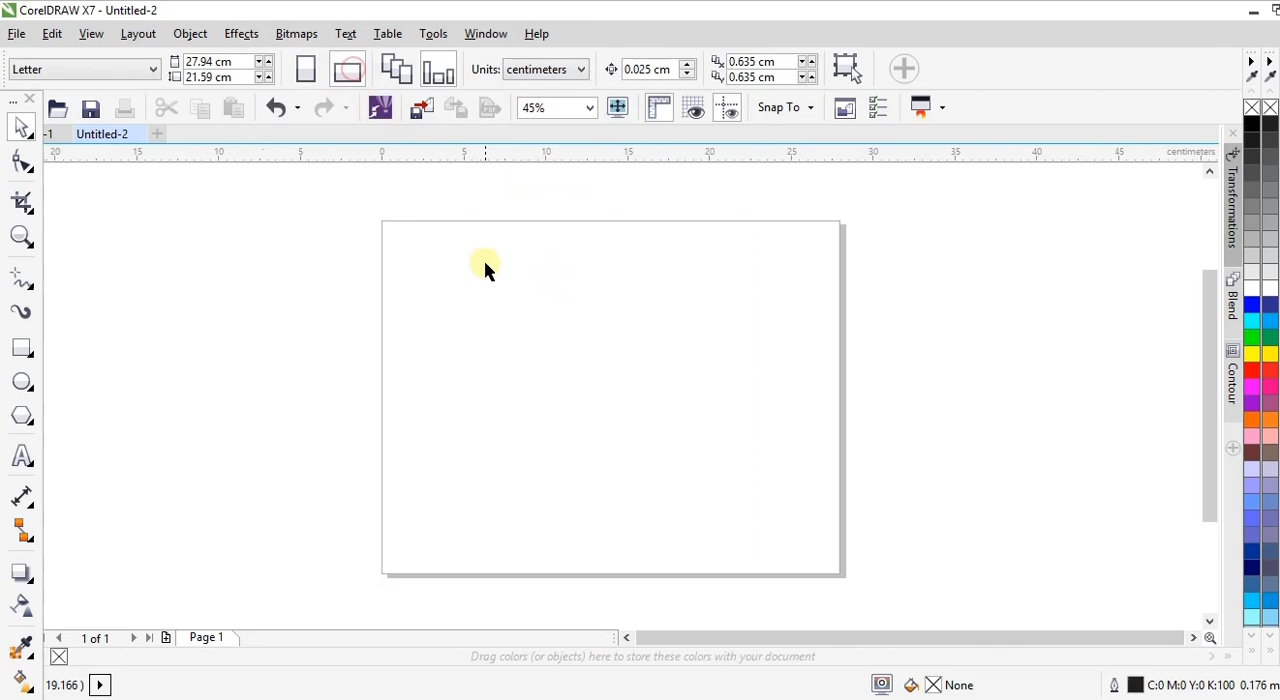 CorelDRAW X7 - Untitled-2
File Edit View Layout Object Effects Bitmaps Text Table Tools Window Help
Letter 27.94 cm 21.59 cm Units: centimeters 0.025 cm 0.635 cm 0.635 cm
PDF 45% Snap To
-1 Untitled-2
20 15 10 5 0 5 10 15 20 25 30 35 40 45 centimeters
Transformations
Blend
Contour
1 of 1 Page 1
Drag colors (or objects) here to store these colors with your document
19.166 ) None C:0 M:0 Y:0 K:100 0.176 m